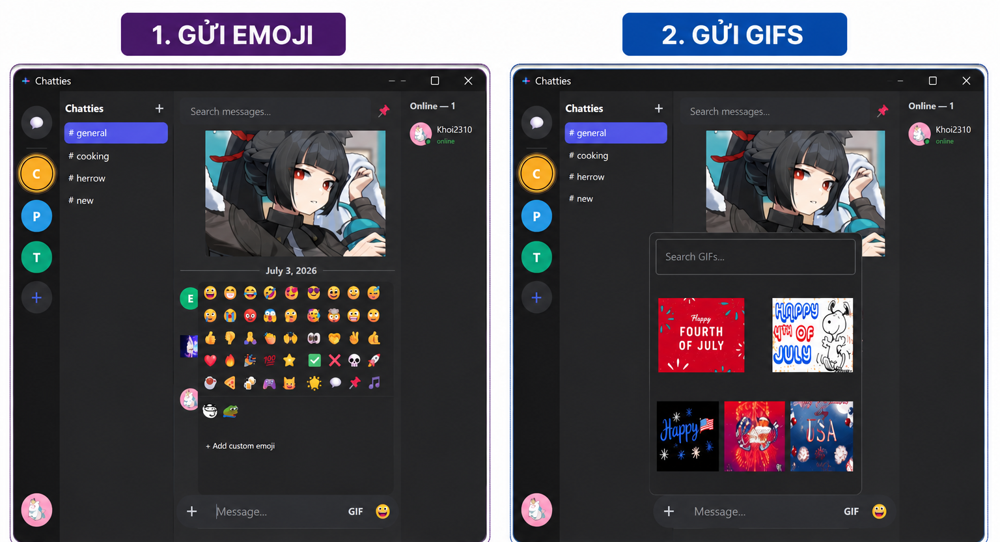 1. GỬI EMOJI
Chatties
Chatties +
# general
# cooking
# herrow
# new
C
P
T
+
Search messages...
July 3, 2026
E
100
+ Add custom emoji
+ Message... GIF
Online — 1
Khoi2310
online
2. GỬI GIFS
Chatties
Chatties +
# general
# cooking
# herrow
# new
C
P
T
+
Search messages...
Search GIFs...
Happy
FOURTH
OF JULY
HAPPY
4TH OF
JULY
Happy
USA
+ Message... GIF
Online — 1
Khoi2310
online